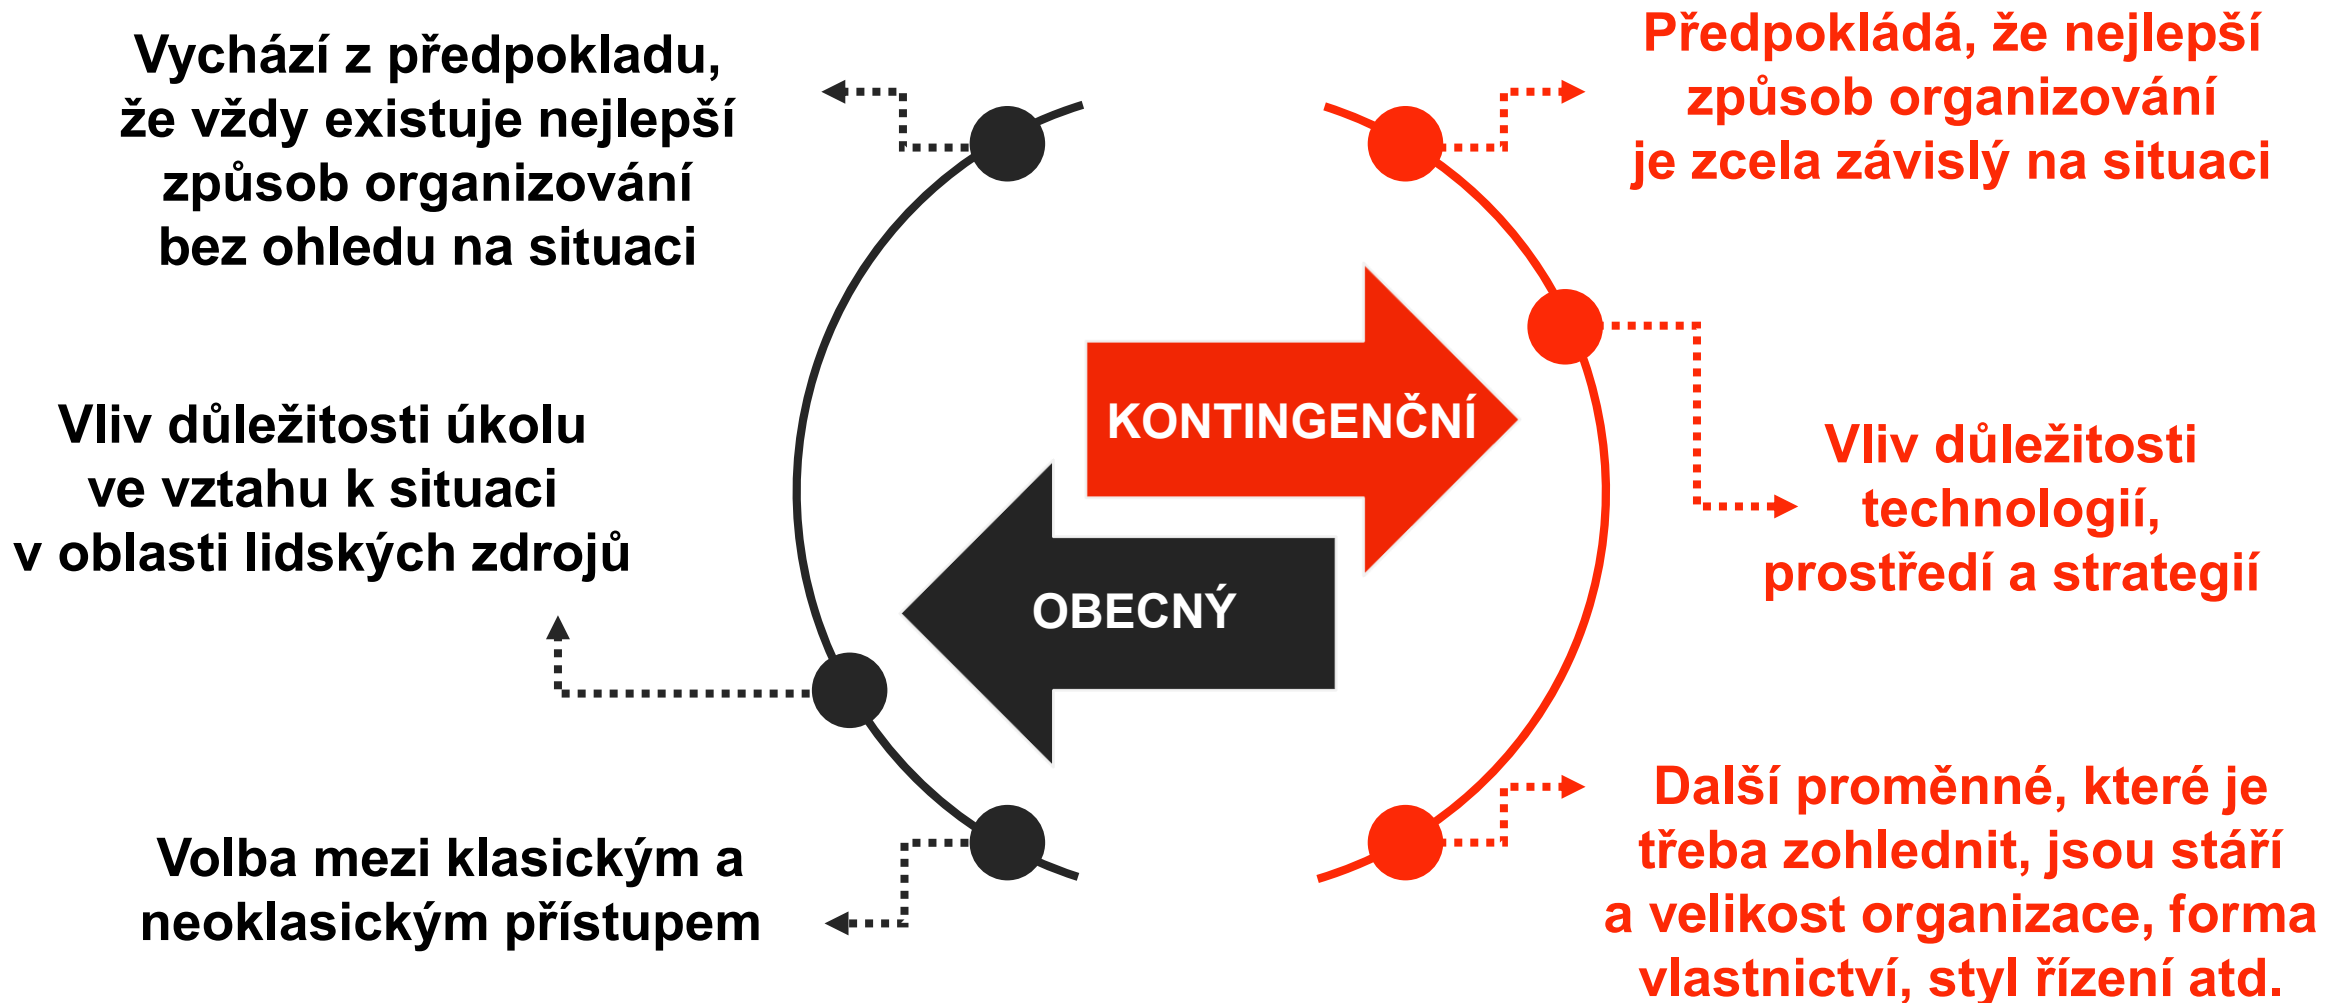 Vychází z předpokladu,
že vždy existuje nejlepší
způsob organizování
bez ohledu na situaci
Vliv důležitosti úkolu
ve vztahu k situaci
v oblasti lidských zdrojů
Volba mezi klasickým a
neoklasickým přístupem
KONTINGENČNÍ
OBECNÝ
Předpokládá, že nejlepší
způsob organizování
je zcela závislý na situaci
Vliv důležitosti
technologií,
prostředí a strategií
Další proměnné, které je
třeba zohlednit, jsou stáří
a velikost organizace, forma
vlastnictví, styl řízení atd.